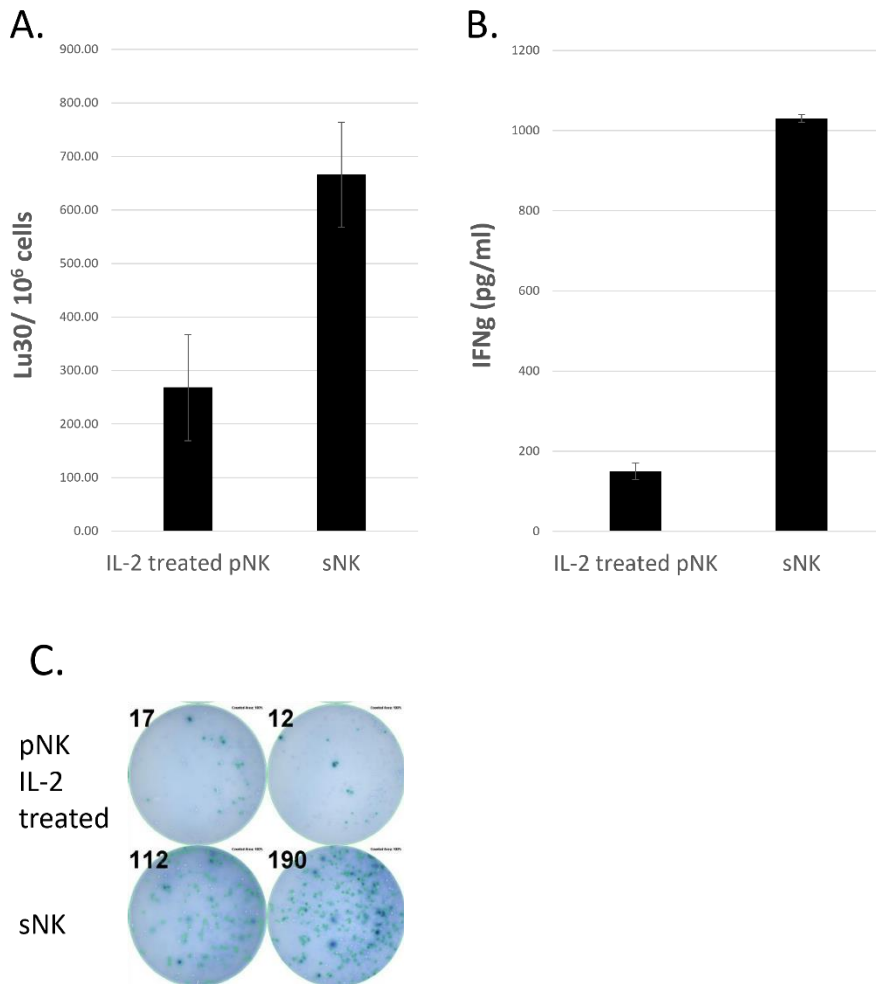 A.
900.00
800.00
700.00
600.00
500.00
400.00
300.00
200.00
100.00
0.00
Lu30/ 10⁶ cells
IL-2 treated pNK sNK
B.
1200
1000
800
600
400
200
0
IFNg (pg/ml)
IL-2 treated pNK sNK
C.
pNK
IL-2
treated
17 12
sNK
112 190